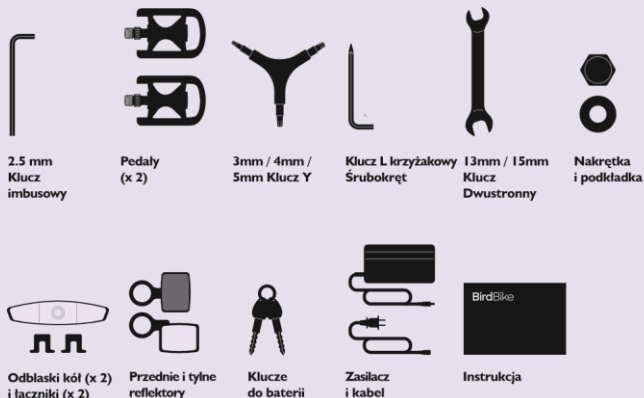 2.5 mm
Klucz
imbusowy
Pedały
(x 2)
3mm / 4mm /
5mm Klucz Y
Klucz L krzyżakowy
Śrubokręt
13mm / 15mm
Klucz
Dwustronny
Nakrętka
i podkładka
BirdBike
Odblaski kół (x 2)
i łączniki (x 2)
Przednie i tylne
reflektory
Klucze
do baterii
Zasilacz
i kabel
Instrukcja